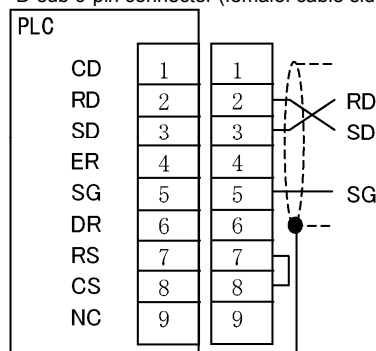 D-sub 9-pin connector (female: cable sid
PLC
CD 1 1
RD 2 2 RD
SD 3 3 SD
ER 4 4
SG 5 5 SG
DR 6 6
RS 7 7
CS 8 8
NC 9 9